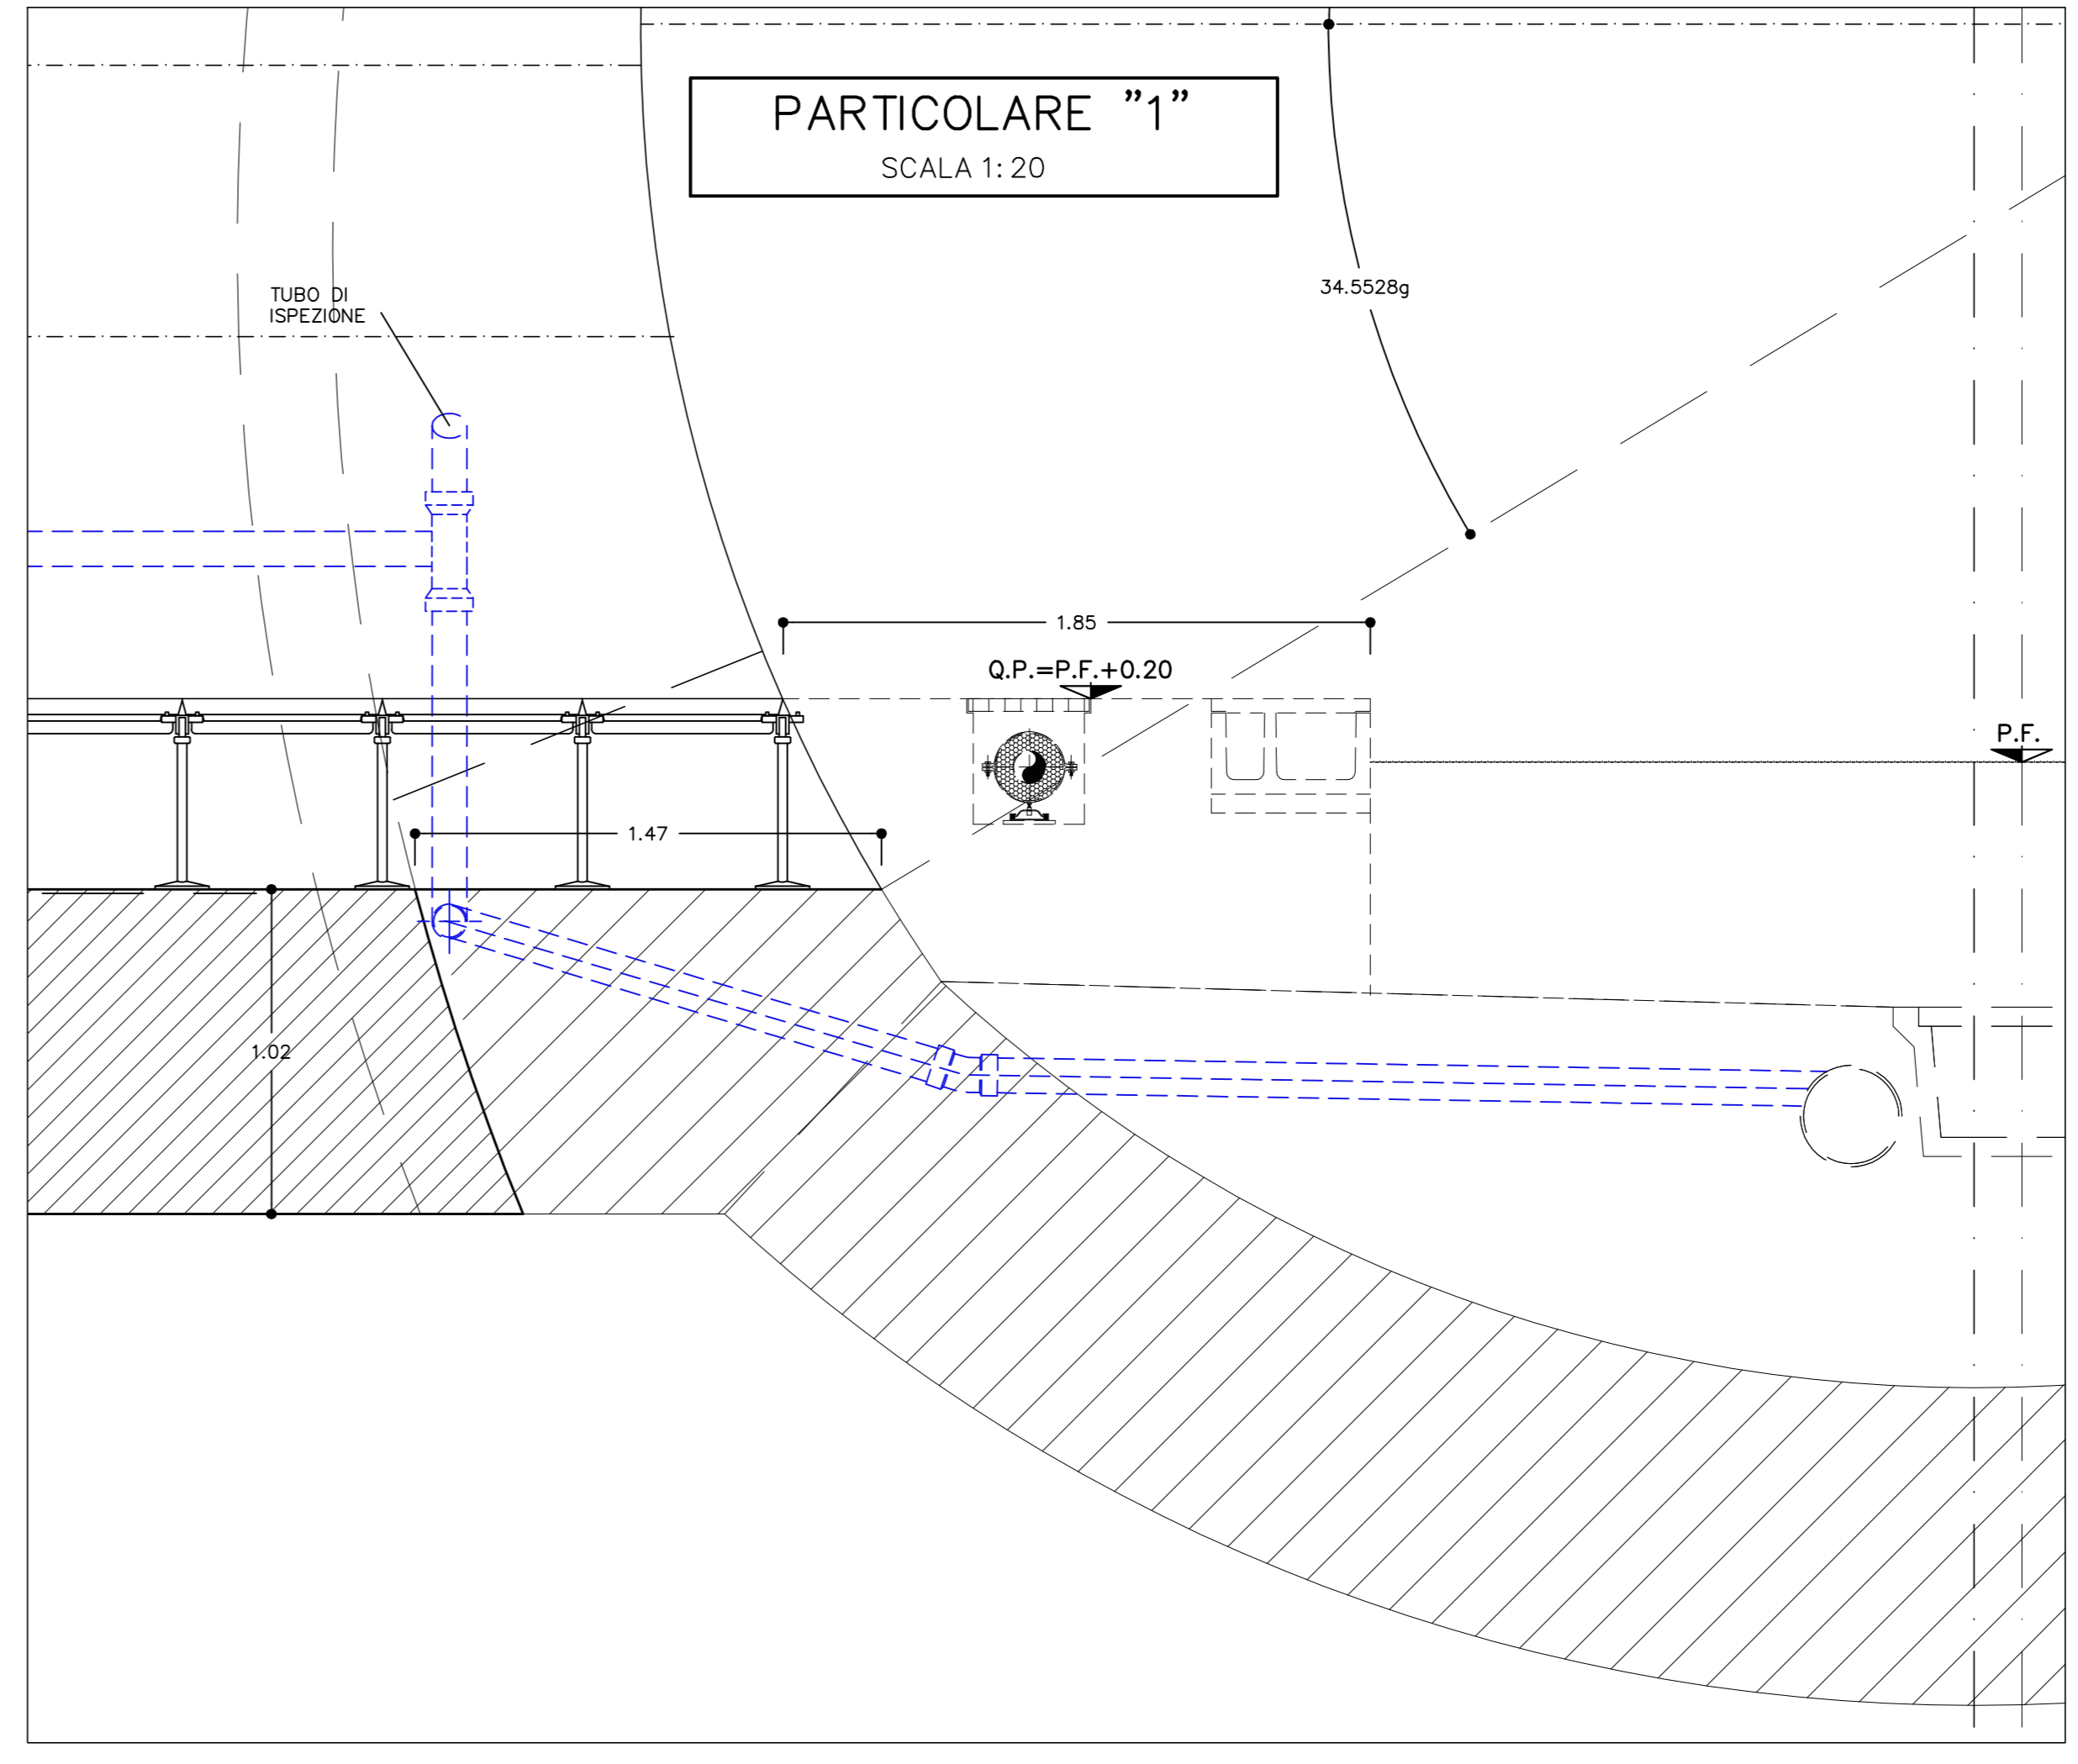 PARTICOLARE "1"
SCALA 1:20
34.5528g
TUBO DI
ISPEZIONE
1.85
Q.P.=P.F.+0.20
P.F.
1.47
1.02